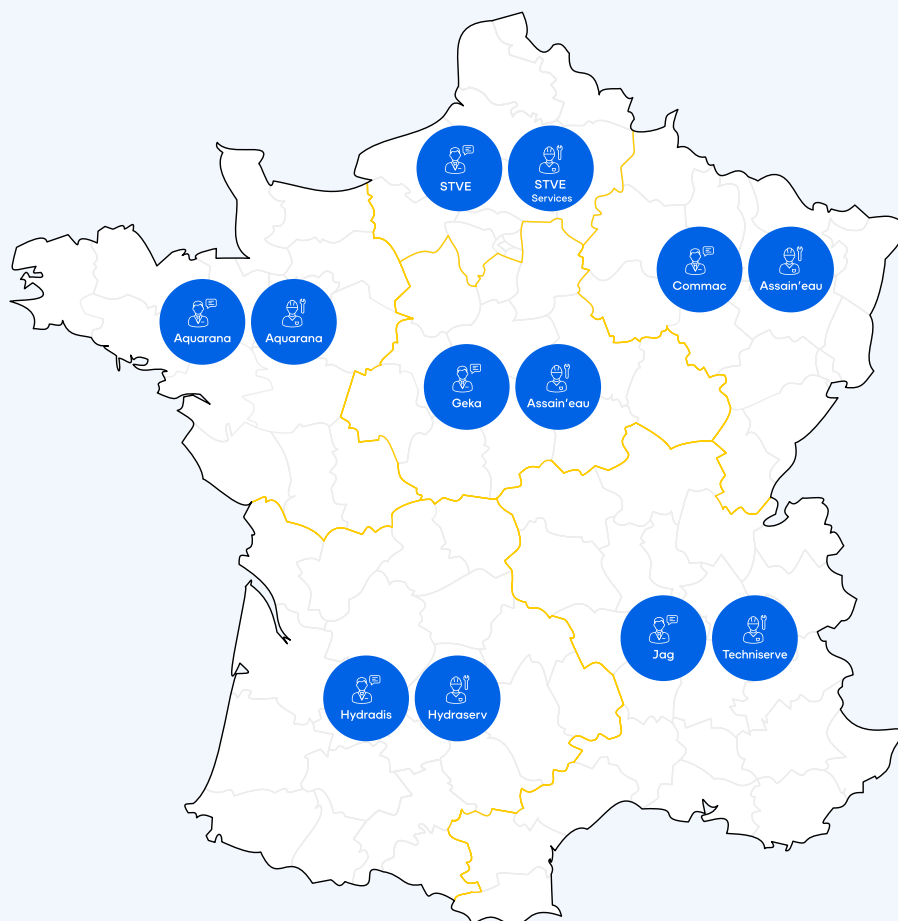 STVE
STVE
Services
Commac
Assain'eau
Aquarana
Aquarana
Geka
Assain'eau
Jag
Techniserve
Hydradis
Hydraserv